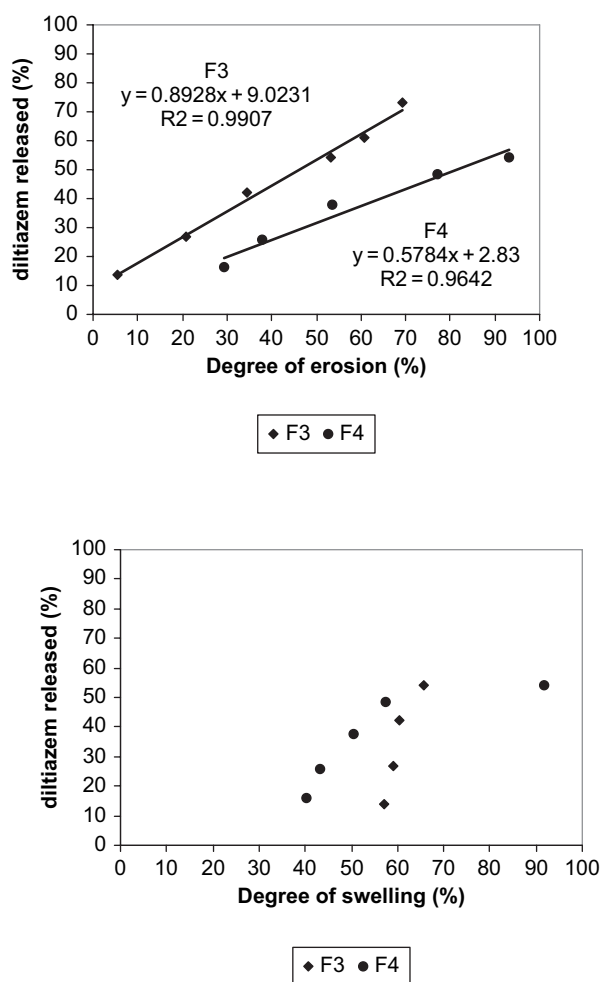 diltiazem released (%)
100
90
80
70
60
50
40
30
20
10
0
F3
y = 0.8928x + 9.0231
R2 = 0.9907
F4
y = 0.5784x + 2.83
R2 = 0.9642
0 10 20 30 40 50 60 70 80 90 100
Degree of erosion (%)
F3 F4
diltiazem released (%)
100
90
80
70
60
50
40
30
20
10
0
0 10 20 30 40 50 60 70 80 90 100
Degree of swelling (%)
F3 F4